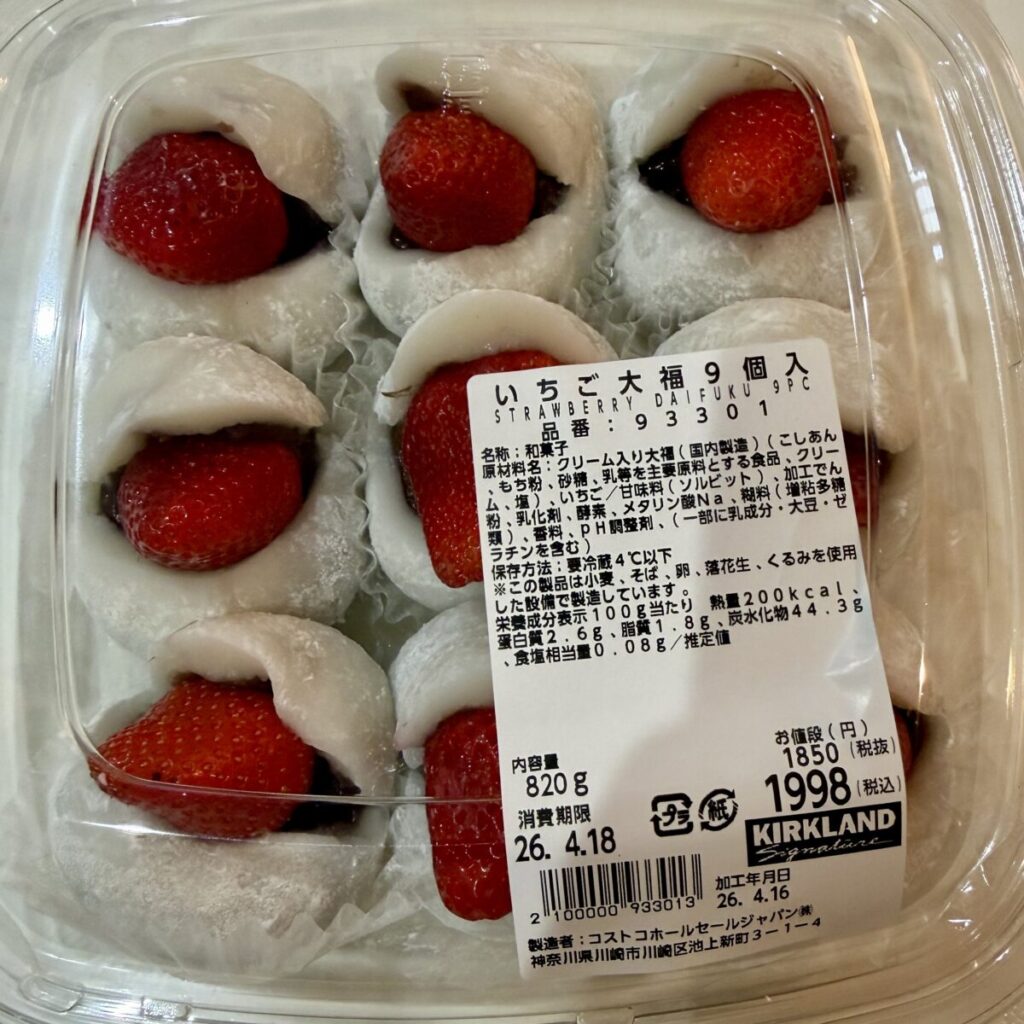 いちご大福9個入
STRAWBERRY DAIFUKU 9PC
品番:93301
名称:和菓子
原材料名:クリーム入り大福(国内製造)(こしあん
、もち粉、砂糖、乳等を主要原料とする食品、クリー
ム、塩)、いちご/甘味料(ソルビット)、加工でん
粉、乳化剤、酵素、メタリン酸Na、糊料(増粘多糖
類)、香料、pH調整剤、(一部に乳成分・大豆・ゼ
ラチンを含む)
保存方法:要冷蔵4℃以下
※この製品は小麦、そば、卵、落花生、くるみを使用
した設備で製造しています。
栄養成分表示100g当たり 熱量200kcal、
蛋白質2.6g、脂質1.8g、炭水化物44.3g
、食塩相当量0.08g/推定値
お値段(円)
内容量 1850(税抜)
820g 1998(税込)
消費期限 プラ 紙
26. 4.18 KIRKLAND
Signature
加工年月日
26. 4.16
2 100000 933013
製造者:コストコホールセールジャパン㈱
神奈川県川崎市川崎区池上新町3-1-4